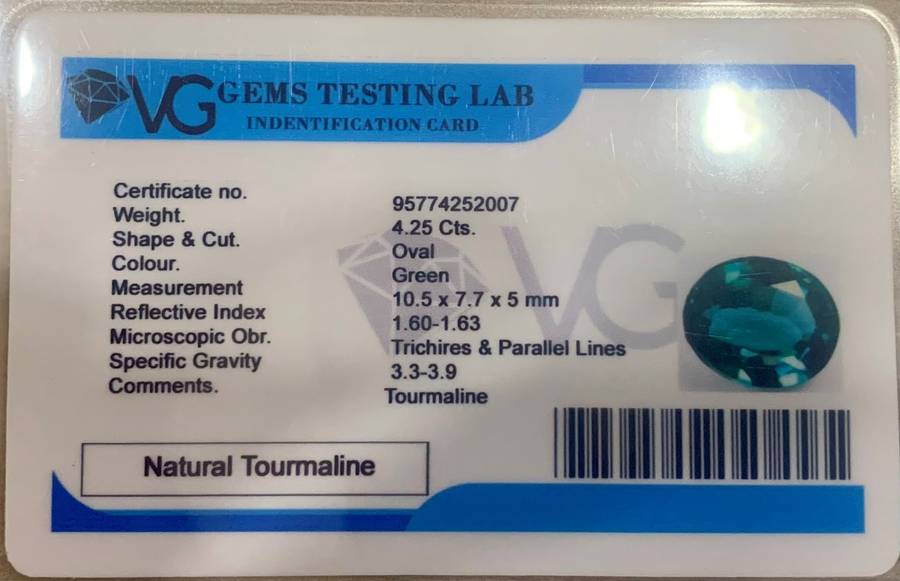 VG GEMS TESTING LAB
INDENTIFICATION CARD
Certificate no. 95774252007
Weight. 4.25 Cts.
Shape & Cut. Oval
Colour. Green
Measurement 10.5 x 7.7 x 5 mm
Reflective Index 1.60-1.63
Microscopic Obr. Trichires & Parallel Lines
Specific Gravity 3.3-3.9
Comments. Tourmaline
VG
Natural Tourmaline